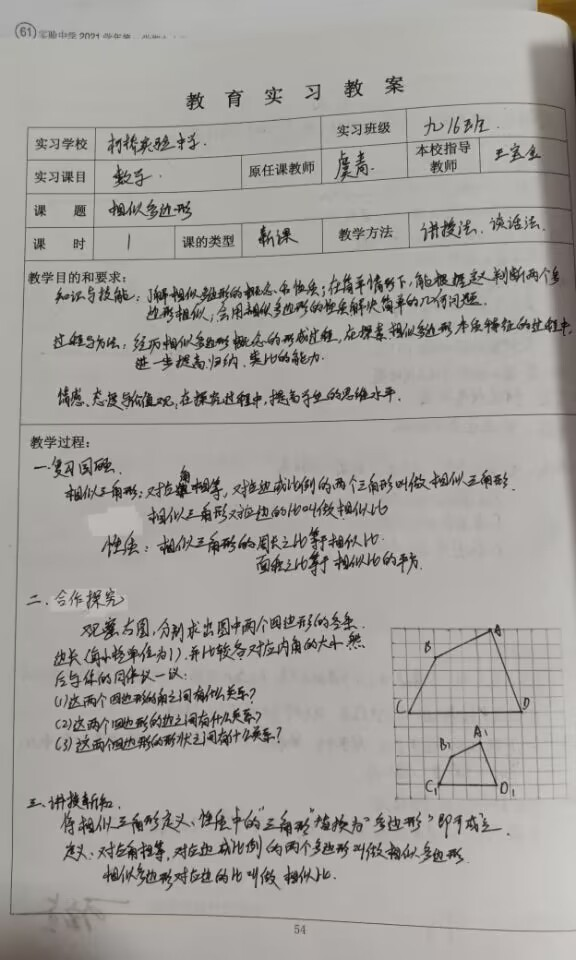 61
教育实习教案
实习学校 柯桥实验中学. 实习班级 九16班.
实习课目 数学. 原任课教师 虞青. 本校指导教师
课题 相似多边形
课时 1 课的类型 新课 教学方法 讲授法、谈话法.
教学目的和要求:
知识与技能:了解相似多边形的概念和性质;在简单情形下,能根据定义判断两个多
边形相似;会用相似多边形的性质解决简单的几何问题.
过程与方法:经历相似多边形概念的形成过程,在探索相似多边形本质特征的过程中,
进一步提高归纳、类比的能力.
情感、态度与价值观:在探究过程中,提高学生的思维水平.
教学过程:
一.复习回顾.
相似三角形:对应角相等,对应边成比例的两个三角形叫做相似三角形.
相似三角形对应边的比叫做相似比
性质:相似三角形的周长之比等于相似比.
面积之比等于相似比的平方.
二、合作探究
观察右图,分别求出图中两个四边形的各条
边长(每小格单位为1),并比较各对应内角的大小,然
后与你的同伴议一议:
(1)这两个四边形的角之间有什么关系?
(2)这两个四边形的边之间有什么关系?
(3)这两个四边形的形状之间有什么关系?
A
B
C
D
A1
B1
C1
D1
三、讲授新知.
将相似三角形定义、性质中的“三角形”替换为“多边形”即可成立.
定义:对应角相等,对应边成比例的两个多边形叫做相似多边形.
相似多边形对应边的比叫做相似比.
54